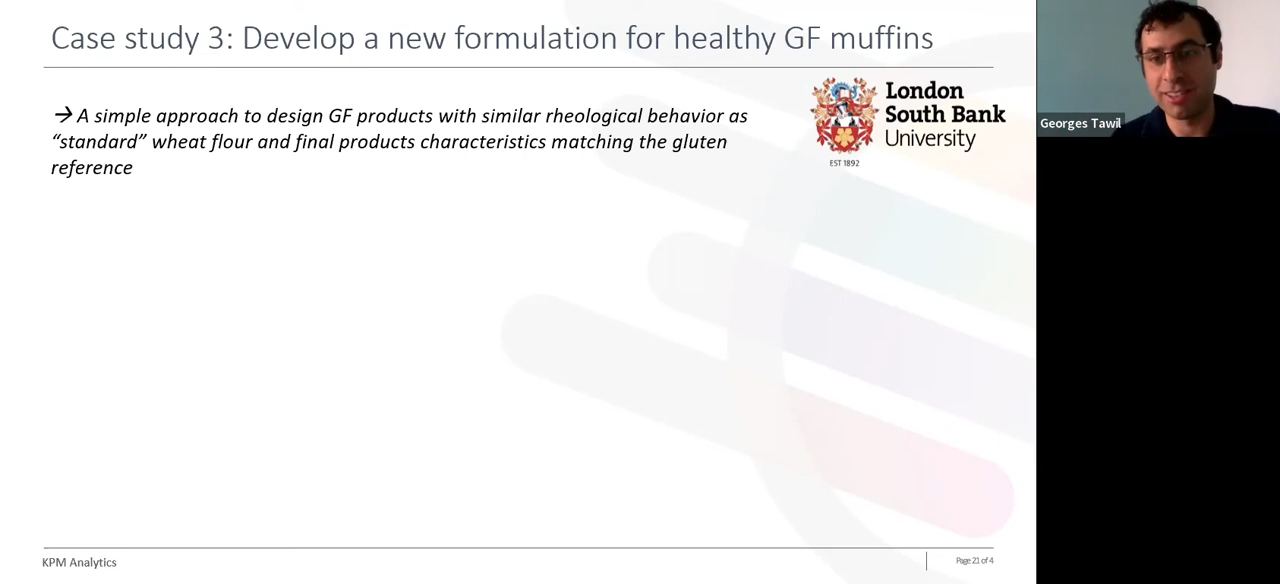 Case study 3: Develop a new formulation for healthy GF muffins
→ A simple approach to design GF products with similar rheological behavior as
“standard” wheat flour and final products characteristics matching the gluten
reference
London
South Bank
University
EST 1892
Georges Tawil
KPM Analytics
Page 21 of 4